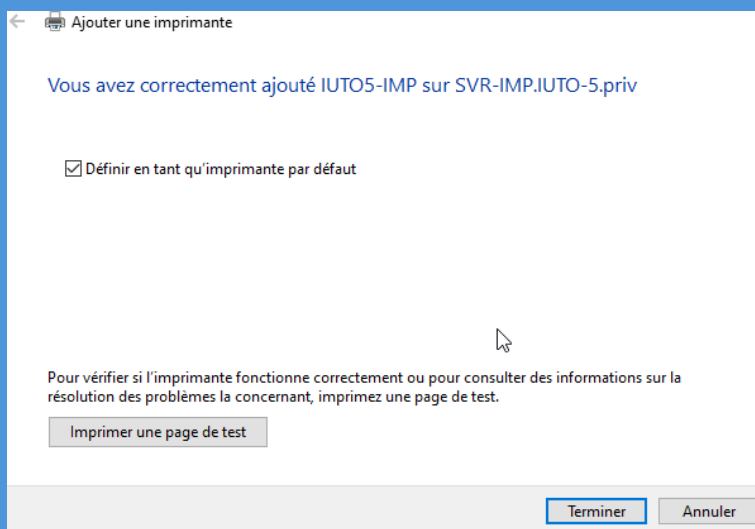 Ajouter une imprimante
Vous avez correctement ajouté IUTO5-IMP sur SVR-IMP.IUTO-5.priv
Définir en tant qu'imprimante par défaut
Pour vérifier si l'imprimante fonctionne correctement ou pour consulter des informations sur la
résolution des problèmes la concernant, imprimez une page de test.
Imprimer une page de test
Terminer
Annuler